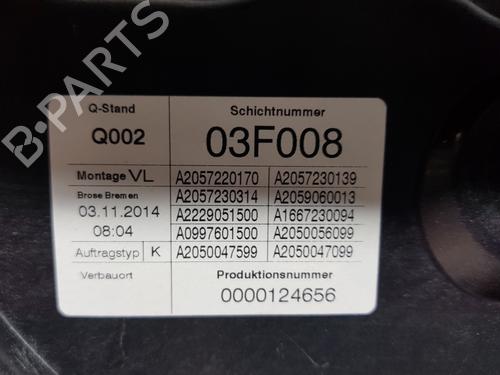 B-PARTS
Q-Stand Schichtnummer
Q002 03F008
Montage VL A2057220170 A2057230139
Brose Bremen A2057230314 A2059060013
03.11.2014 A2229051500 A1667230094
08:04 A0997601500 A2050056099
Auftragstyp K A2050047599 A2050047099
Verbauort Produktionsnummer
0000124656